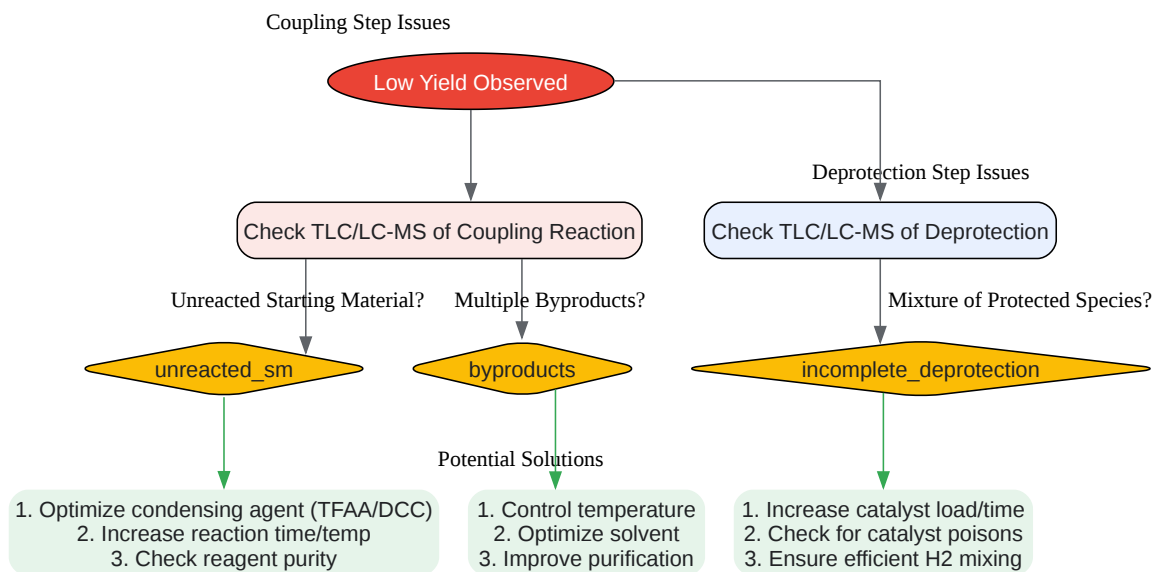 Coupling Step Issues
Low Yield Observed
Deprotection Step Issues
Check TLC/LC-MS of Coupling Reaction
Check TLC/LC-MS of Deprotection
Unreacted Starting Material?
Multiple Byproducts?
Mixture of Protected Species?
unreacted_sm
byproducts
incomplete_deprotection
Potential Solutions
1. Optimize condensing agent (TFAA/DCC)
2. Increase reaction time/temp
3. Check reagent purity
1. Control temperature
2. Optimize solvent
3. Improve purification
1. Increase catalyst load/time
2. Check for catalyst poisons
3. Ensure efficient H2 mixing